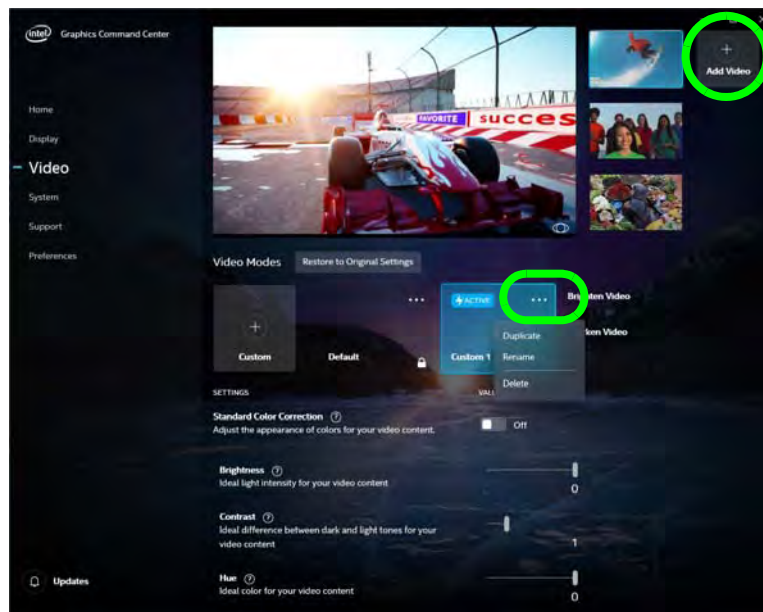 intel Graphics Command Center
Add Video
Home
Display
Video
System
Support
Preferences
FAVORITE
succes
Video Modes
Restore to Original Settings
ACTIVE
Custom
Default
Custom 1
Duplicate
Rename
Delete
SETTINGS
Standard Color Correction ?
Adjust the appearance of colors for your video content.
Off
Brightness ?
Ideal light intensity for your video content
0
Contrast ?
Ideal difference between dark and light tones for your
video content
1
Hue ?
Ideal color for your video content
0
Updates